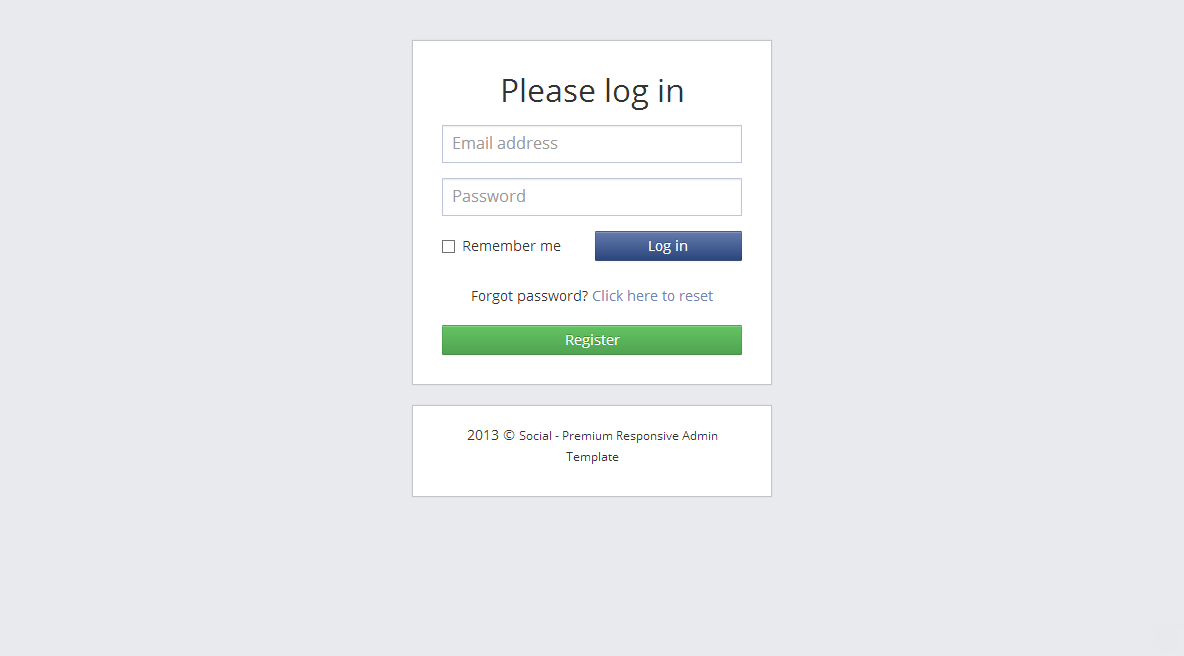 Please log in
Email address
Password
Remember me
Log in
Forgot password? Click here to reset
Register
2013 © Social - Premium Responsive Admin
Template